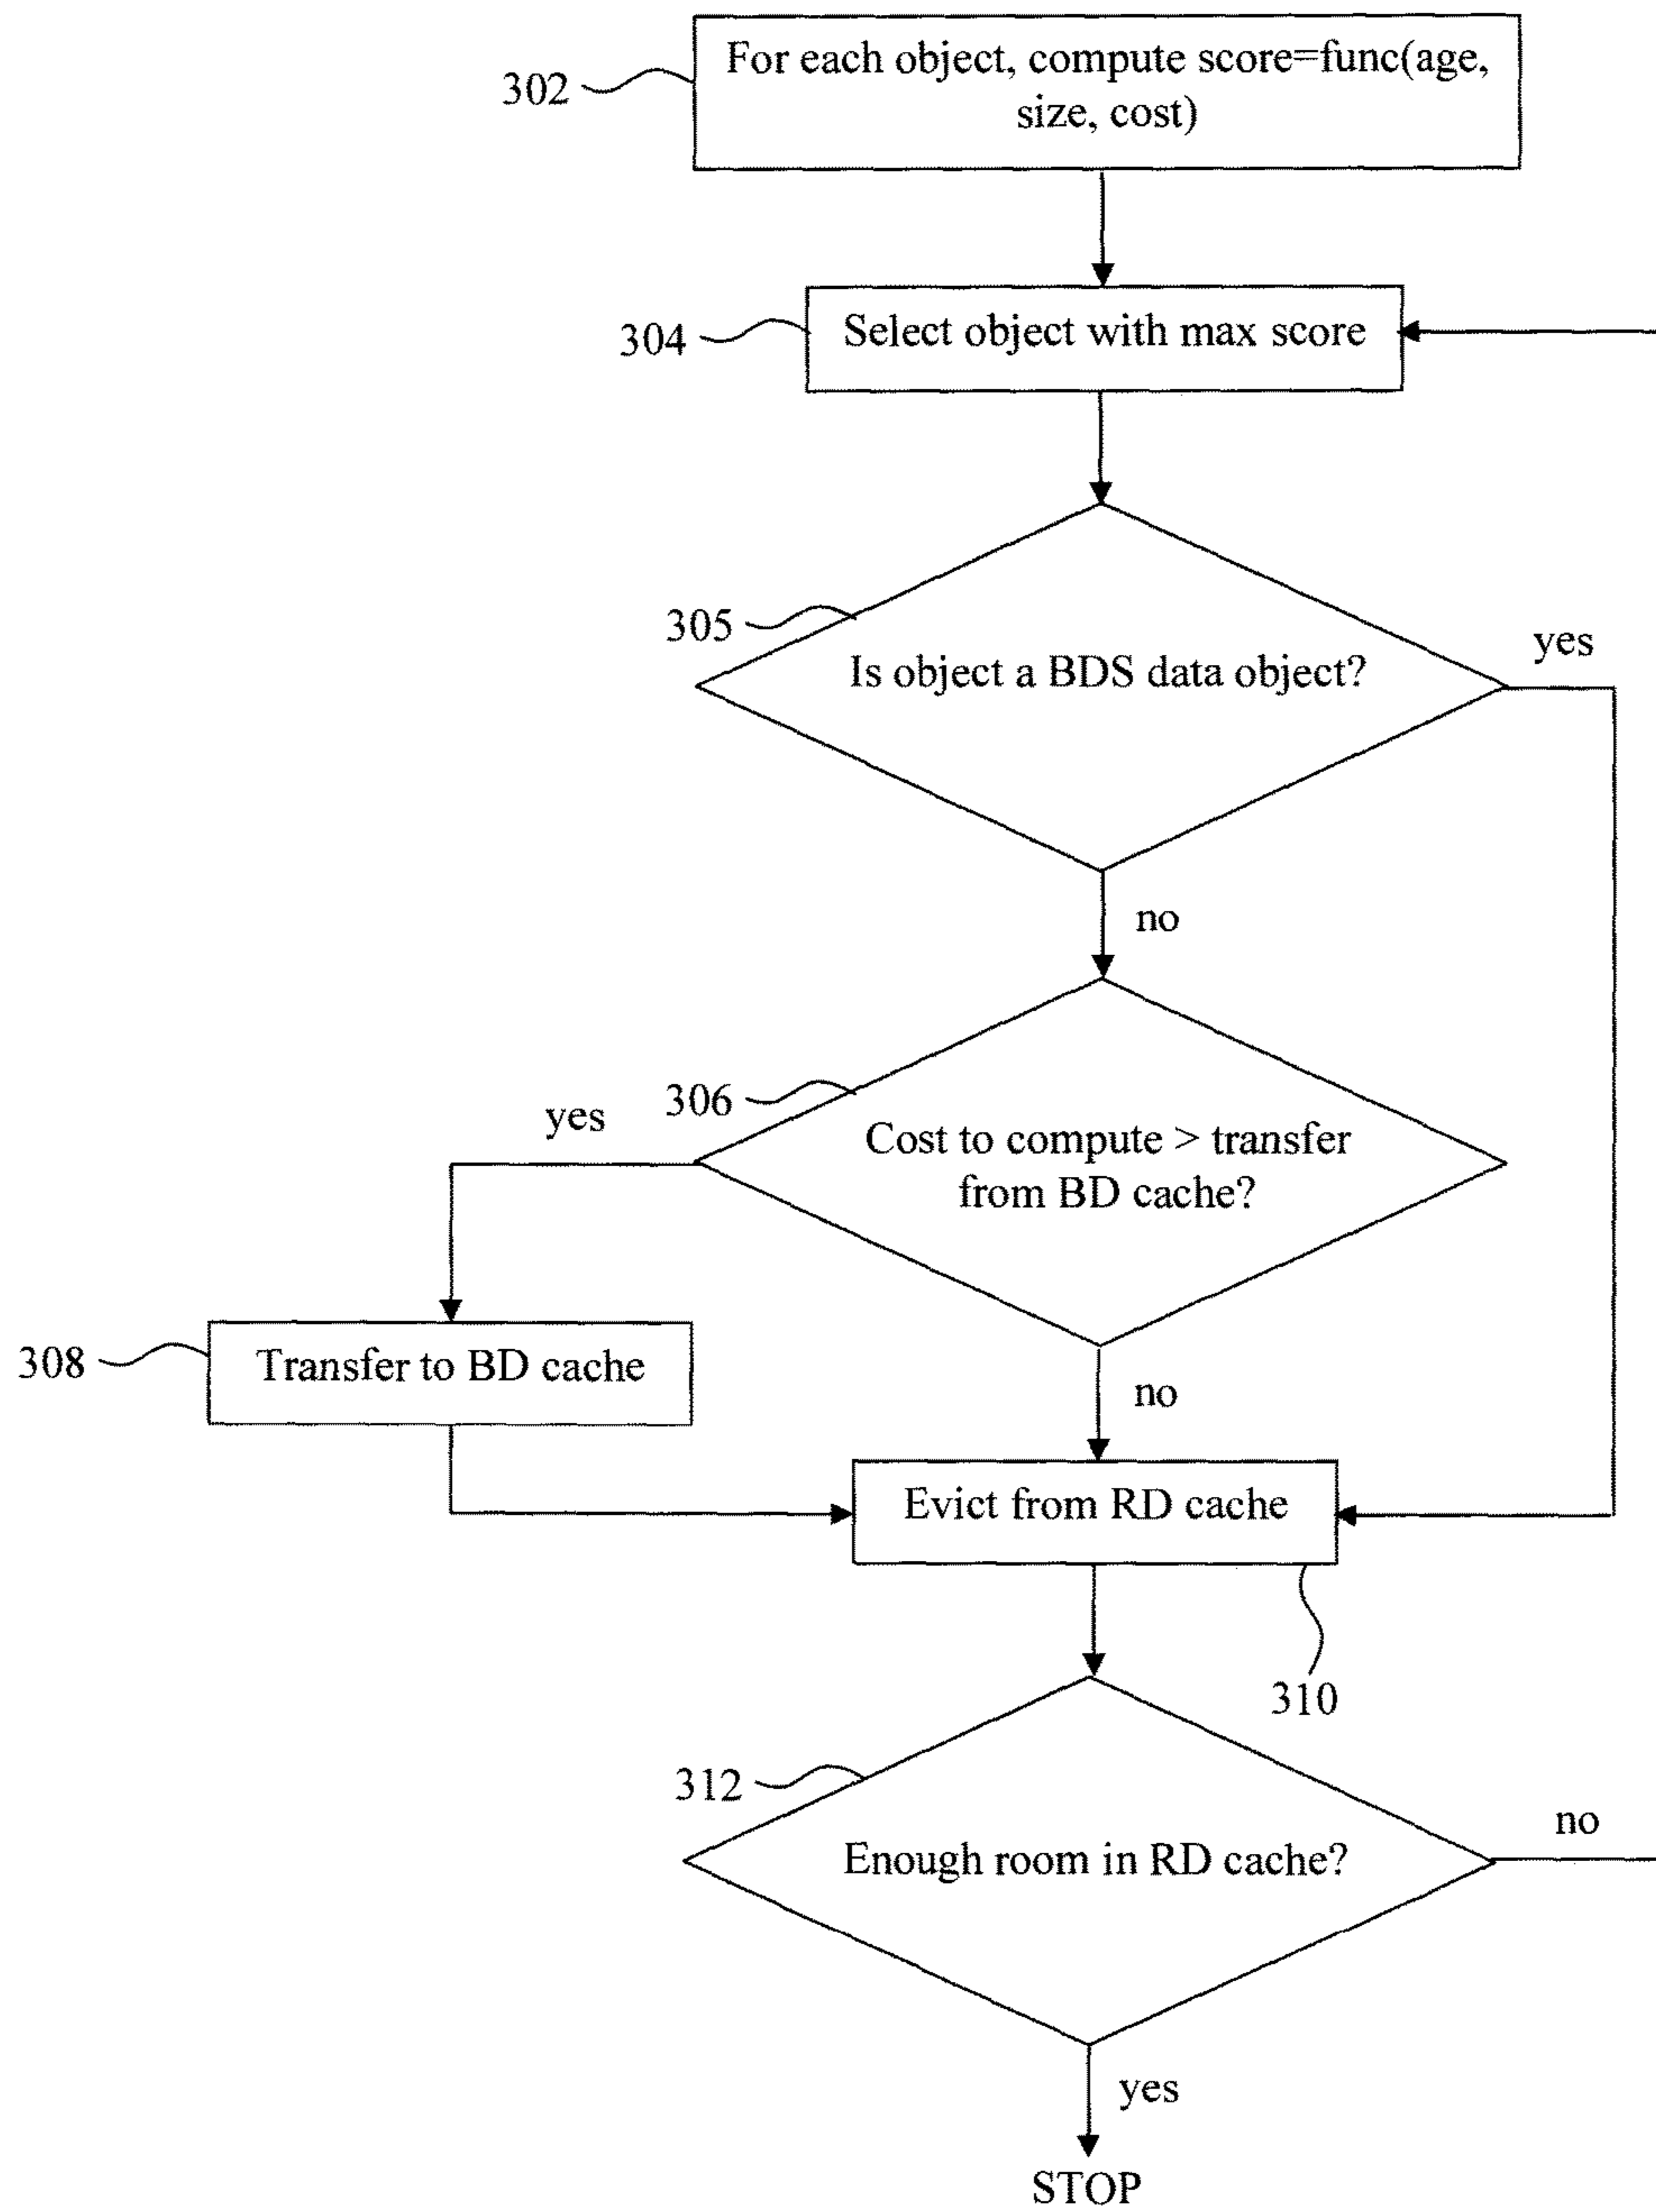 302
For each object, compute score=func(age,
size, cost)
304
Select object with max score
305
Is object a BDS data object?
yes
no
306
yes
Cost to compute > transfer
from BD cache?
308
Transfer to BD cache
no
Evict from RD cache
310
312
no
Enough room in RD cache?
yes
STOP